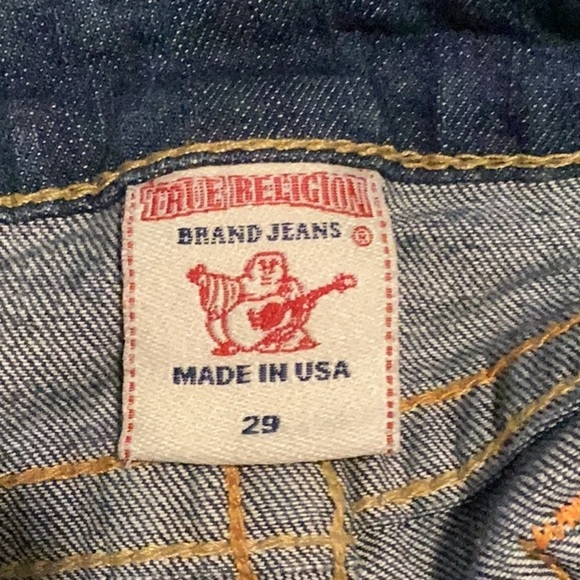 TRUE RELIGION
BRAND JEANS ®
MADE IN USA
29